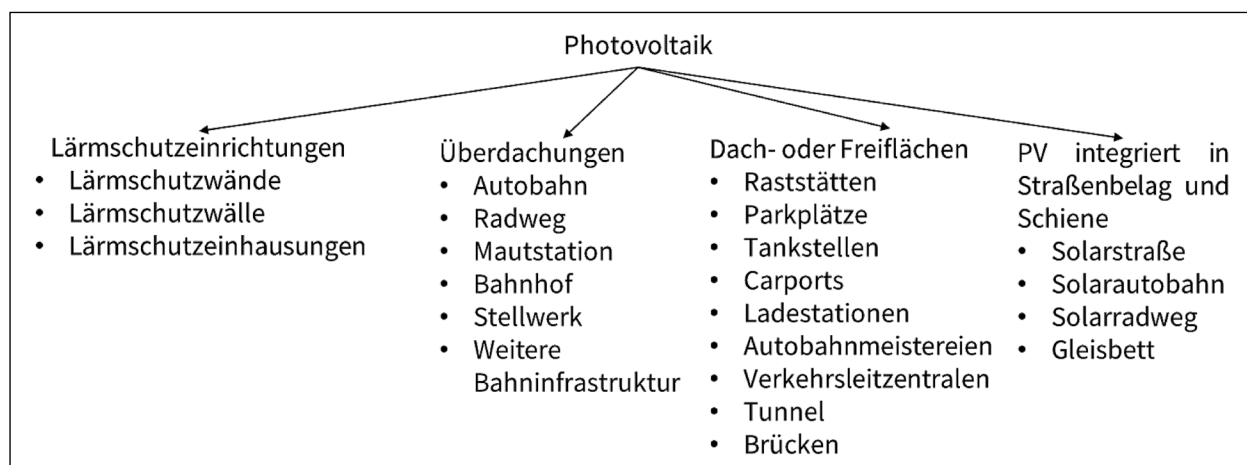 Photovoltaik
Lärmschutzeinrichtungen
• Lärmschutzwände
• Lärmschutzwälle
• Lärmschutzeinhausungen
Überdachungen
• Autobahn
• Radweg
• Mautstation
• Bahnhof
• Stellwerk
• Weitere
Bahninfrastruktur
Dach- oder Freiflächen
• Raststätten
• Parkplätze
• Tankstellen
• Carports
• Ladestationen
• Autobahnmeistereien
• Verkehrsleitzentralen
• Tunnel
• Brücken
PV integriert in
Straßenbelag und
Schiene
• Solarstraße
• Solarautobahn
• Solarradweg
• Gleisbett